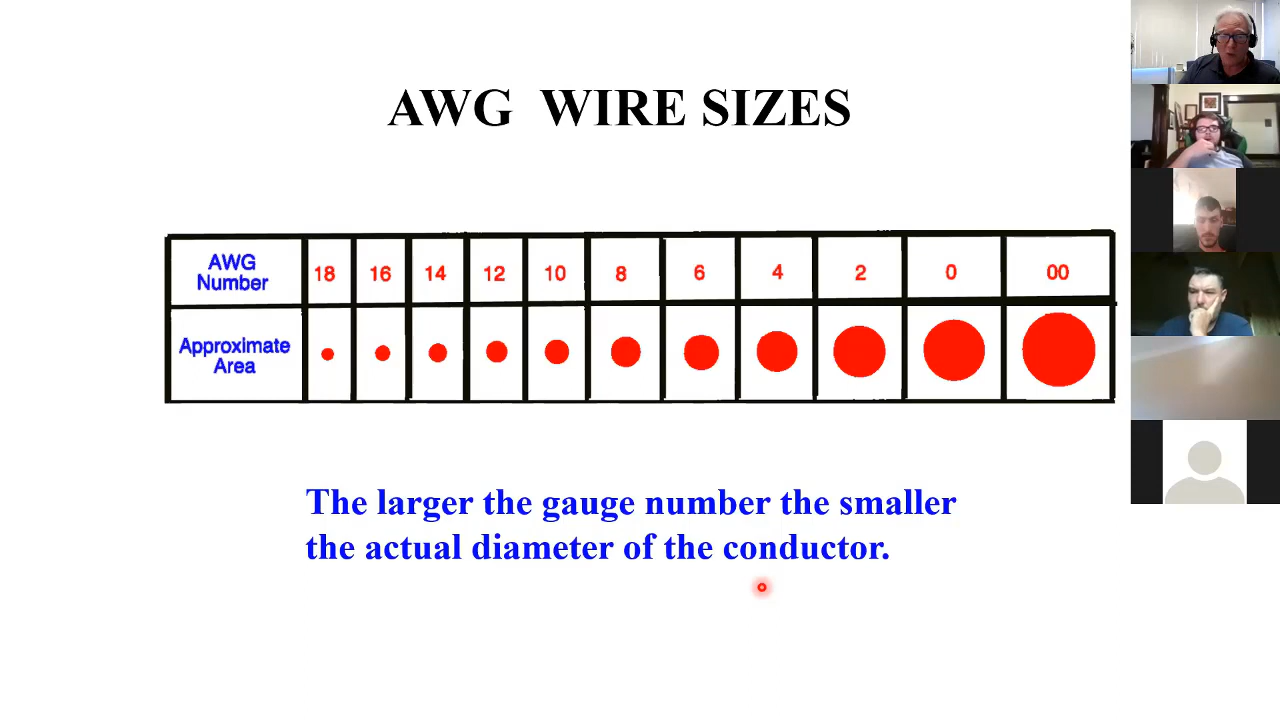 AWG WIRE SIZES
AWG Number 18 16 14 12 10 8 6 4 2 0 00
Approximate Area
The larger the gauge number the smaller
the actual diameter of the conductor.